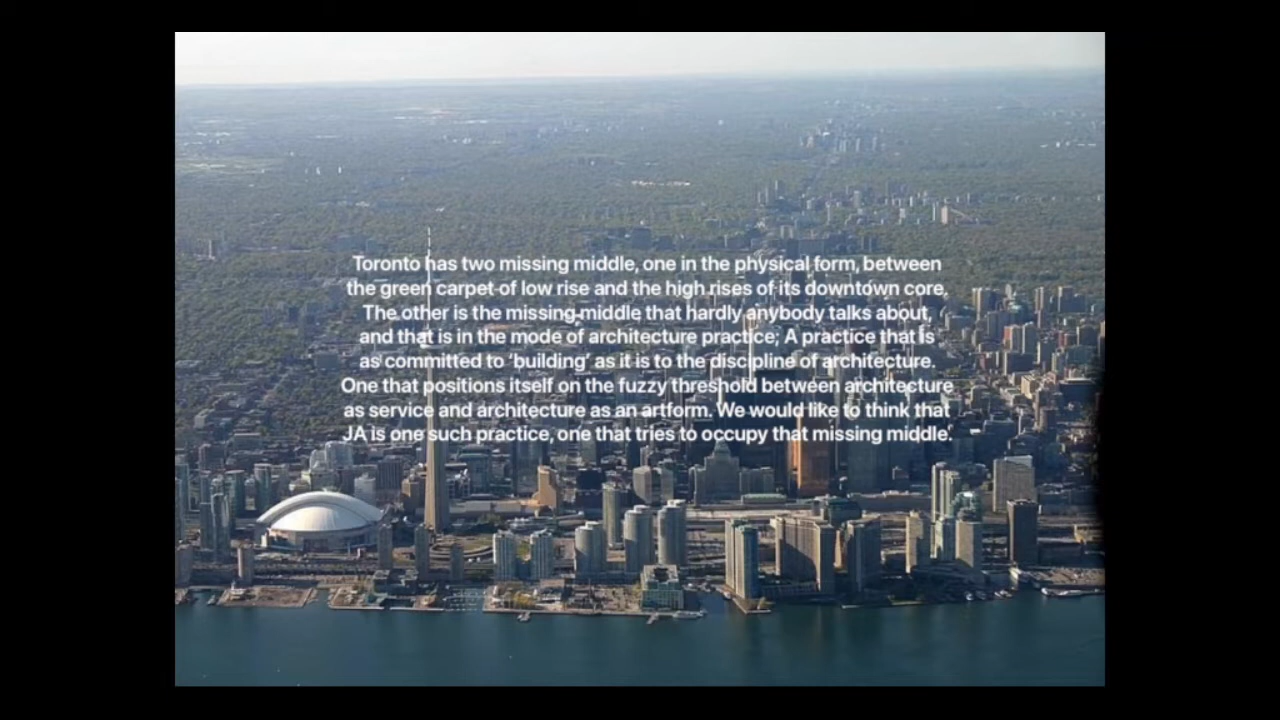 Toronto has two missing middle, one in the physical form, between
the green carpet of low rise and the high rises of its downtown core.
The other is the missing middle that hardly anybody talks about,
and that is in the mode of architecture practice; A practice that is
as committed to ‘building’ as it is to the discipline of architecture.
One that positions itself on the fuzzy threshold between architecture
as service and architecture as an artform. We would like to think that
JA is one such practice, one that tries to occupy that missing middle.